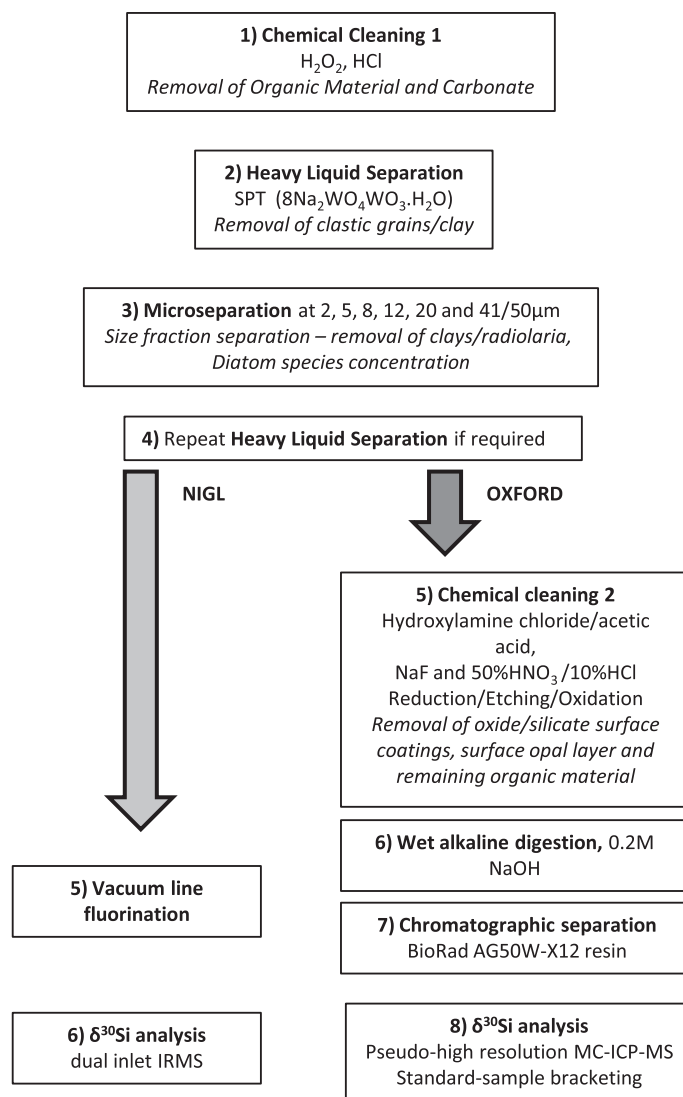 1) Chemical Cleaning 1
H₂O₂, HCl
Removal of Organic Material and Carbonate
2) Heavy Liquid Separation
SPT (8Na₂WO₄WO₃.H₂O)
Removal of clastic grains/clay
3) Microseparation at 2, 5, 8, 12, 20 and 41/50µm
Size fraction separation – removal of clays/radiolaria,
Diatom species concentration
4) Repeat Heavy Liquid Separation if required
NIGL
OXFORD
5) Chemical cleaning 2
Hydroxylamine chloride/acetic
acid,
NaF and 50%HNO₃ /10%HCl
Reduction/Etching/Oxidation
Removal of oxide/silicate surface
coatings, surface opal layer and
remaining organic material
6) Wet alkaline digestion, 0.2M
NaOH
5) Vacuum line
fluorination
7) Chromatographic separation
BioRad AG50W-X12 resin
6) δ³⁰Si analysis
dual inlet IRMS
8) δ³⁰Si analysis
Pseudo-high resolution MC-ICP-MS
Standard-sample bracketing